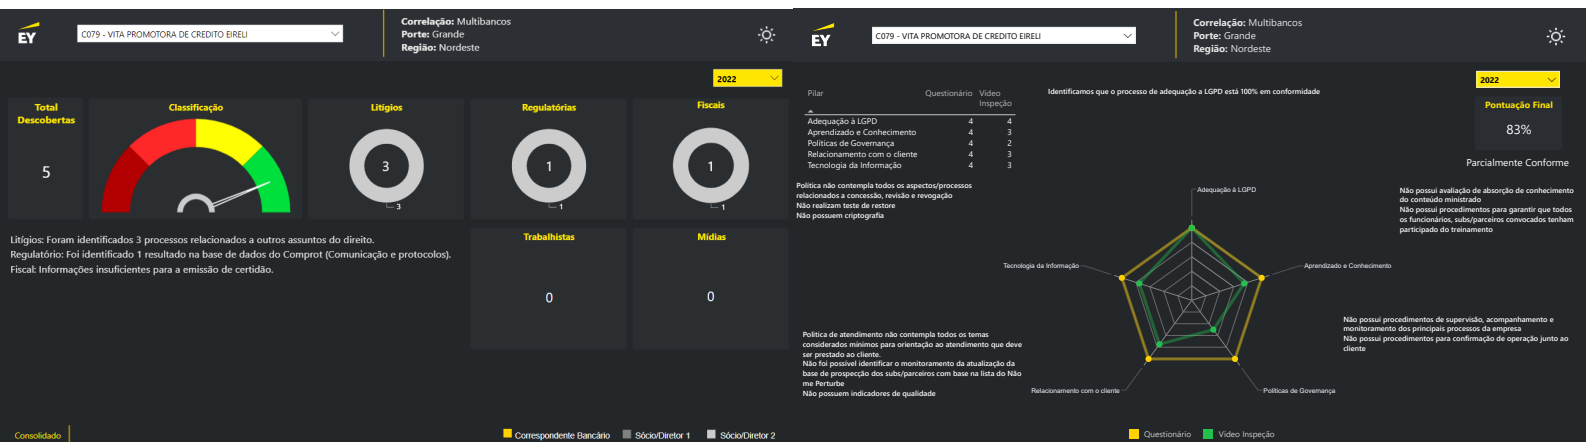 EY
C079 - VITA PROMOTORA DE CREDITO EIRELI
Correlação: Multibancos
Porte: Grande
Região: Nordeste
2022
Total
Descobertas
5
Classificação
Litígios
3
3
Regulatórias
1
1
Fiscais
1
1
Litígios: Foram identificados 3 processos relacionados a outros assuntos do direito.
Regulatório: Foi identificado 1 resultado na base de dados do Comprot (Comunicação e protocolos).
Fiscal: Informações insuficientes para a emissão de certidão.
Trabalhistas
0
Mídias
0
Consolidado
Correspondente Bancário
Sócio/Diretor 1
Sócio/Diretor 2
EY
C079 - VITA PROMOTORA DE CREDITO EIRELI
Correlação: Multibancos
Porte: Grande
Região: Nordeste
2022
Pilar Questionário Vídeo
Inspeção
Adequação à LGPD 4 4
Aprendizado e Conhecimento 4 3
Políticas de Governança 4 2
Relacionamento com o cliente 4 3
Tecnologia da Informação 4 3
Identificamos que o processo de adequação a LGPD está 100% em conformidade
Pontuação Final
83%
Parcialmente Conforme
Política não contempla todos os aspectos/processos
relacionados a concessão, revisão e revogação
Não realizam teste de restore
Não possuem criptografia
Adequação à LGPD
Não possui avaliação de absorção de conhecimento
do conteúdo ministrado
Não possui procedimentos para garantir que todos
os funcionários, subs/parceiros convocados tenham
participado do treinamento
Tecnologia da Informação
Aprendizado e Conhecimento
Política de atendimento não contempla todos os temas
considerados mínimos para orientação ao atendimento que deve
ser prestado ao cliente.
Não foi possível identificar o monitoramento da atualização da
base de prospecção dos subs/parceiros com base na lista do Não
me Perturbe
Não possuem indicadores de qualidade
Não possui procedimentos de supervisão, acompanhamento e
monitoramento dos principais processos da empresa
Não possui procedimentos para confirmação de operação junto ao
cliente
Relacionamento com o cliente
Políticas de Governança
Questionário
Vídeo Inspeção